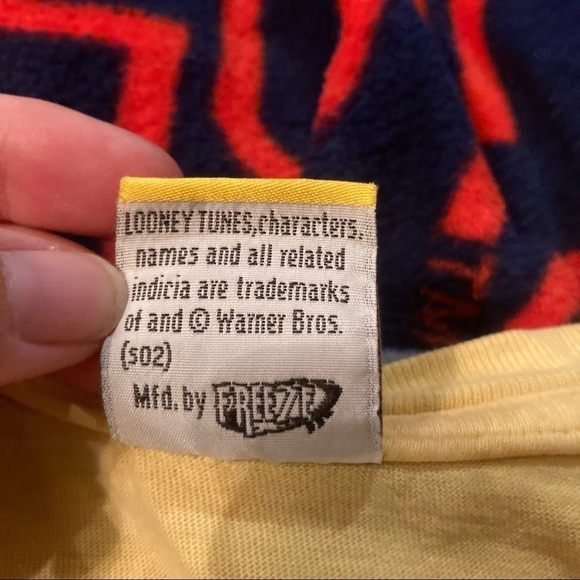 LOONEY TUNES,characters,
names and all related
indicia are trademarks
of and © Warner Bros.
(s02)
Mfd. by FREEZE